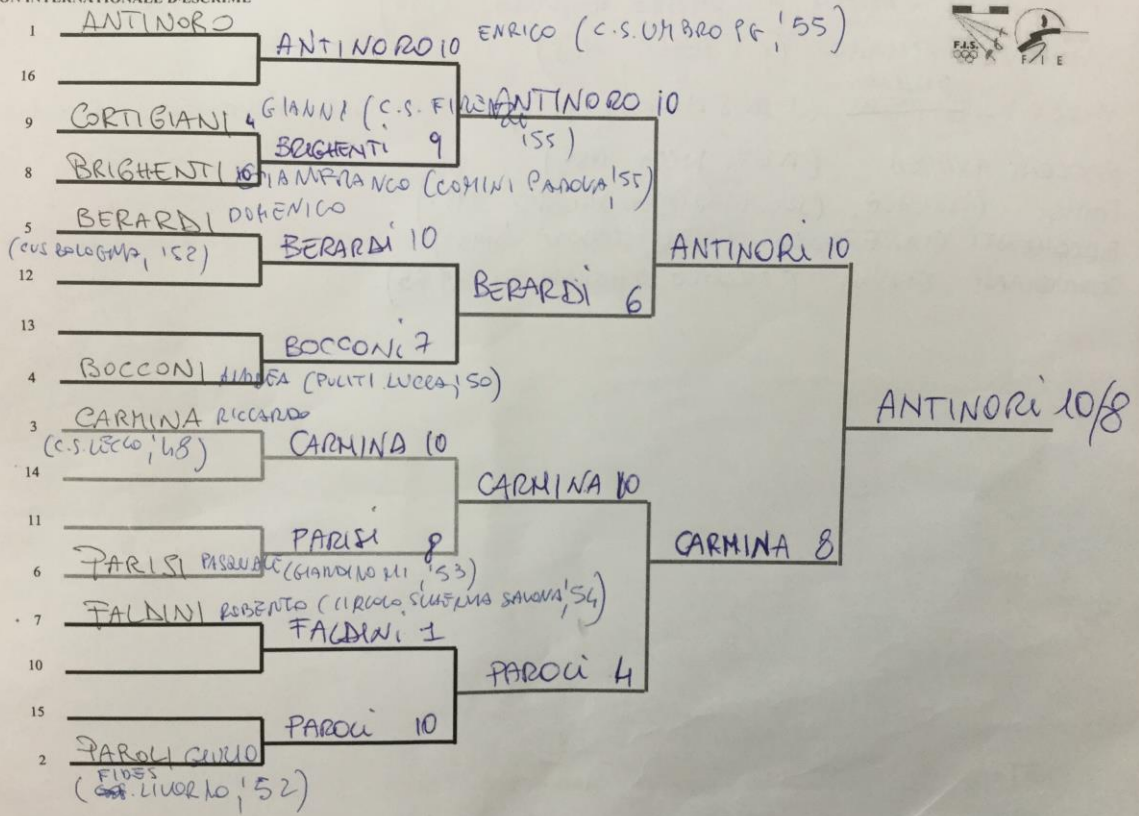 ON INTERNATIONALE D'ESCRIME
F.I.S.
F I E
1 ANTINORO
ANTINORO 10 ENRICO (C.S. UMBRO PG, '55)
16
ANTINORO 10
9 CORTIGIANI 4 GIANNI (C.S. FIRENZE '55)
BRIGHENTI 9
8 BRIGHENTI 10 GIANFRANCO (COMINI PADOVA '55)
5 BERARDI DOMENICO
(CUS BOLOGNA, '52)
BERARDI 10
ANTINORI 10
12
BERARDI 6
13
BOCCONI 7
4 BOCCONI ANDREA (PULITI LUCCA, '50)
ANTINORI 10/8
3 CARMINA RICCARDO
(C.S. LECCO, '48)
CARMINA 10
14
CARMINA 10
11
PARISI 8
CARMINA 8
6 PARISI PASQUALE (GIARDINO MI, '53)
7 FALDINI ROBERTO (CIRCOLO SCHERMA SAVONA, '54)
FALDINI 1
10
PAROLI 4
15
PAROLI 10
2 PAROLI GIULIO
(FIDES LIVORNO, '52)